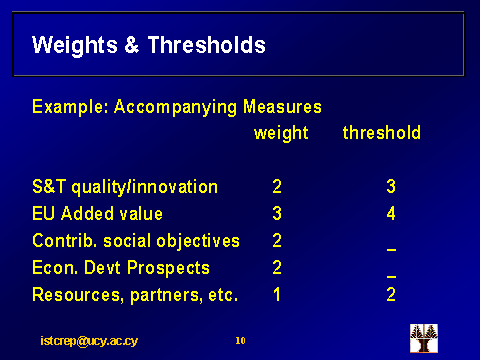 Weights & Thresholds
Example: Accompanying Measures
weight threshold
S&T quality/innovation 2 3
EU Added value 3 4
Contrib. social objectives 2 _
Econ. Devt Prospects 2 _
Resources, partners, etc. 1 2
istcrep@ucy.ac.cy 10